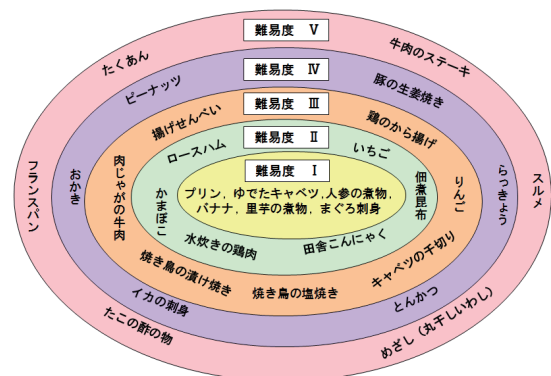 難易度 Ⅴ
たくあん
牛肉のステーキ
フランスパン
スルメ
たこの酢の物
めざし（丸干しいわし）
難易度 Ⅳ
ピーナッツ
豚の生姜焼き
おかき
らっきょう
イカの刺身
とんかつ
難易度 Ⅲ
揚げせんべい
鶏のから揚げ
肉じゃがの牛肉
りんご
焼き鳥の漬け焼き
焼き鳥の塩焼き
キャベツの千切り
難易度 Ⅱ
ロースハム
いちご
かまぼこ
佃煮昆布
水炊きの鶏肉
田舎こんにゃく
難易度 Ⅰ
プリン、ゆでたキャベツ,人参の煮物,
バナナ, 里芋の煮物, まぐろ刺身